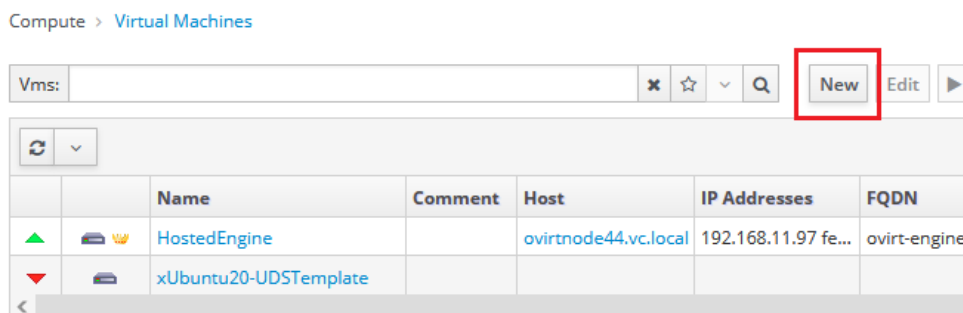 Compute > Virtual Machines
Vms: New Edit
Name Comment Host IP Addresses FQDN
HostedEngine ovirtnode44.vc.local 192.168.11.97 fe... ovirt-engine
xUbuntu20-UDSTemplate